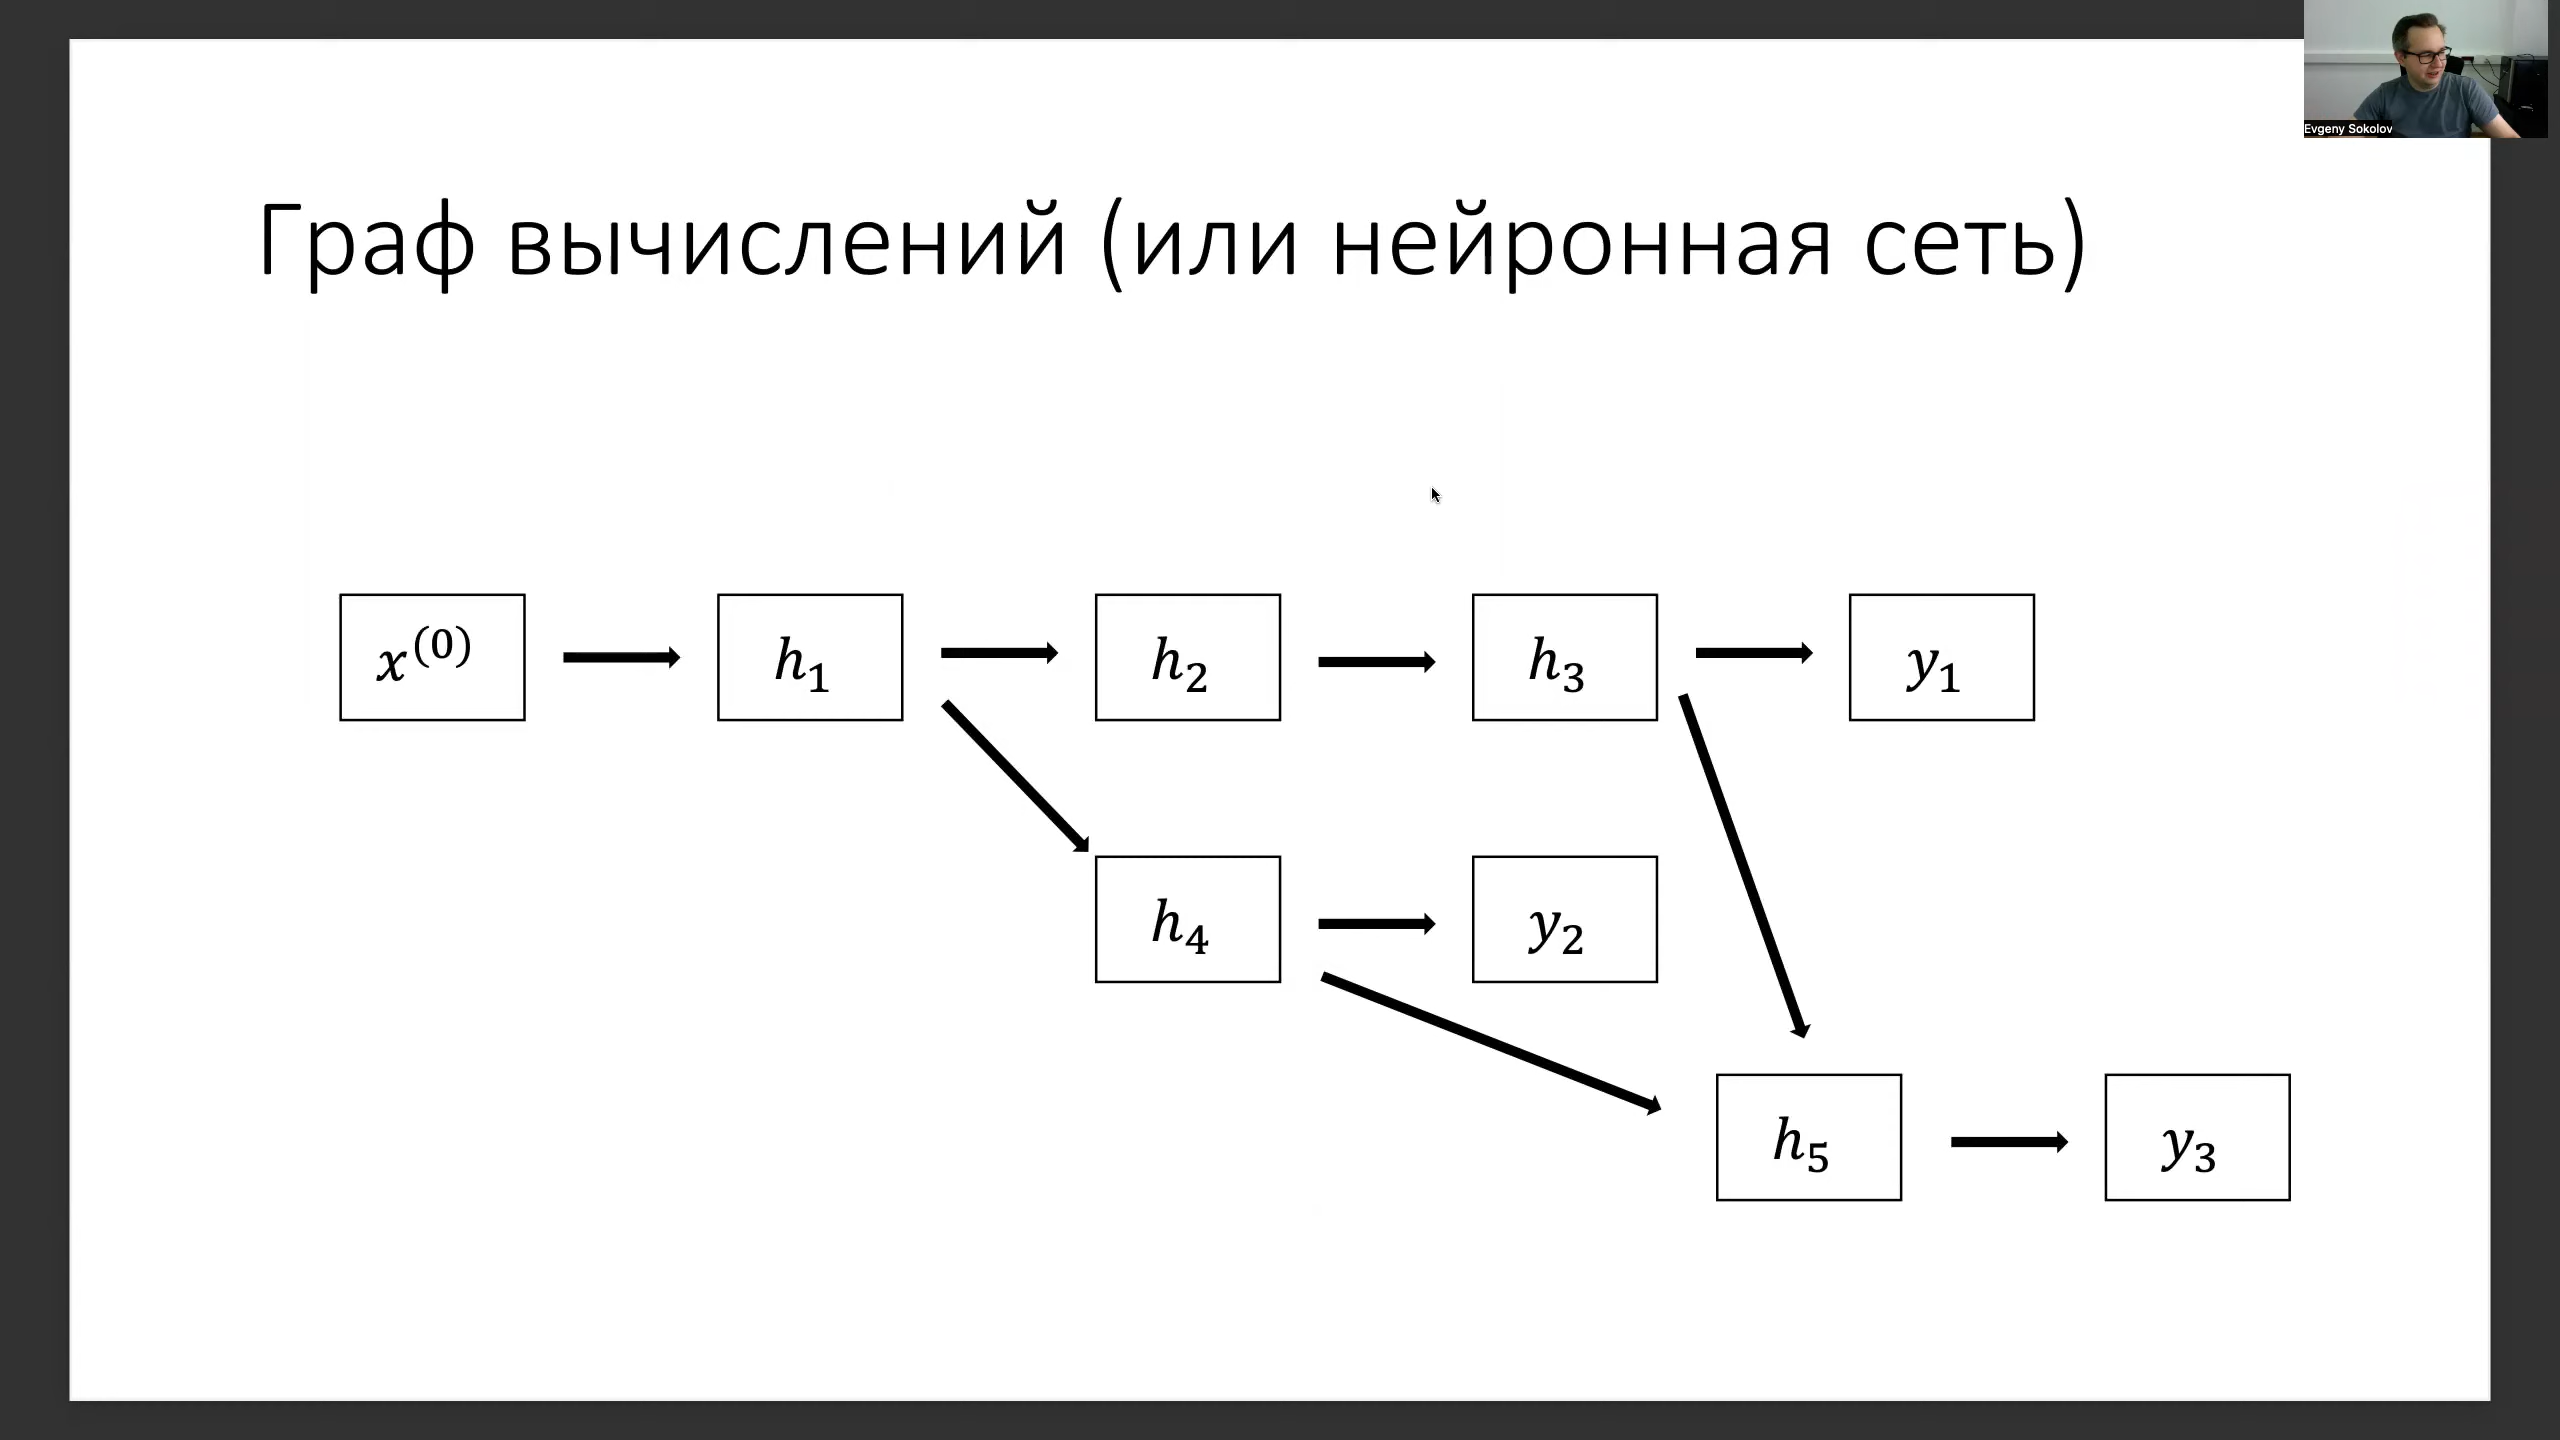 Evgeny Sokolov
Граф вычислений (или нейронная сеть)
x^(0) h_1 h_2 h_3 y_1
h_4 y_2
h_5 y_3